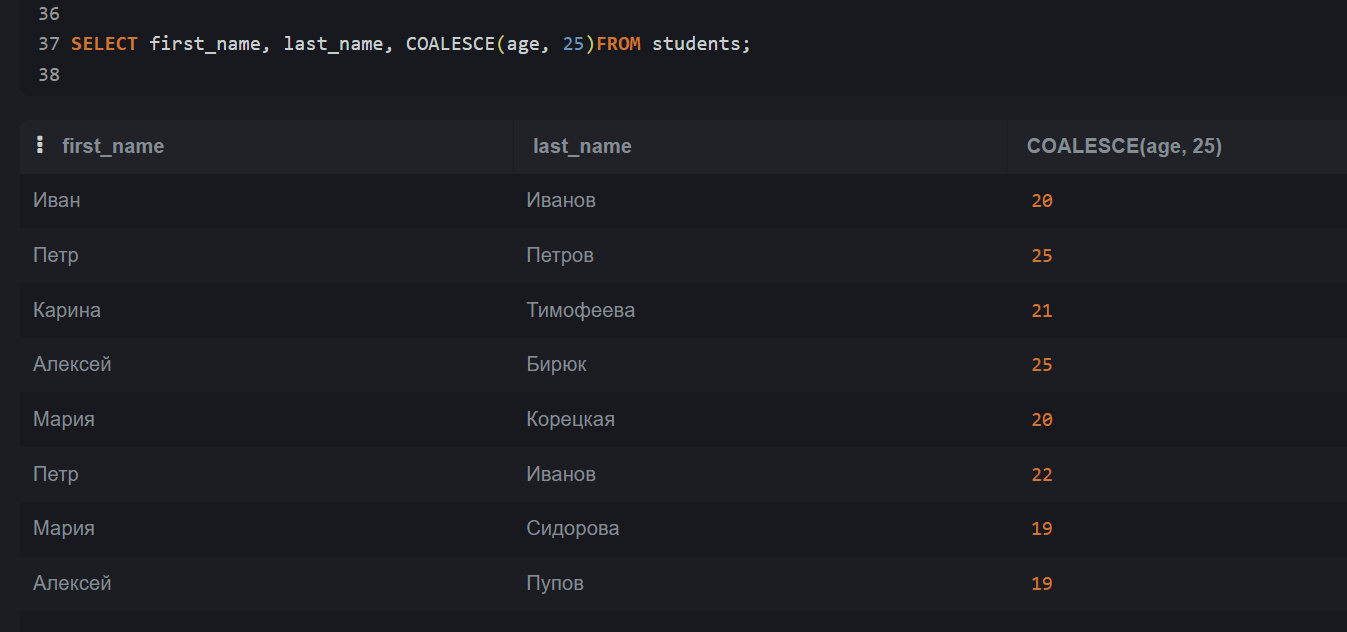 36
37 SELECT first_name, last_name, COALESCE(age, 25)FROM students;
38
first_name last_name COALESCE(age, 25)
Иван Иванов 20
Петр Петров 25
Карина Тимофеева 21
Алексей Бирюк 25
Мария Корецкая 20
Петр Иванов 22
Мария Сидорова 19
Алексей Пупов 19